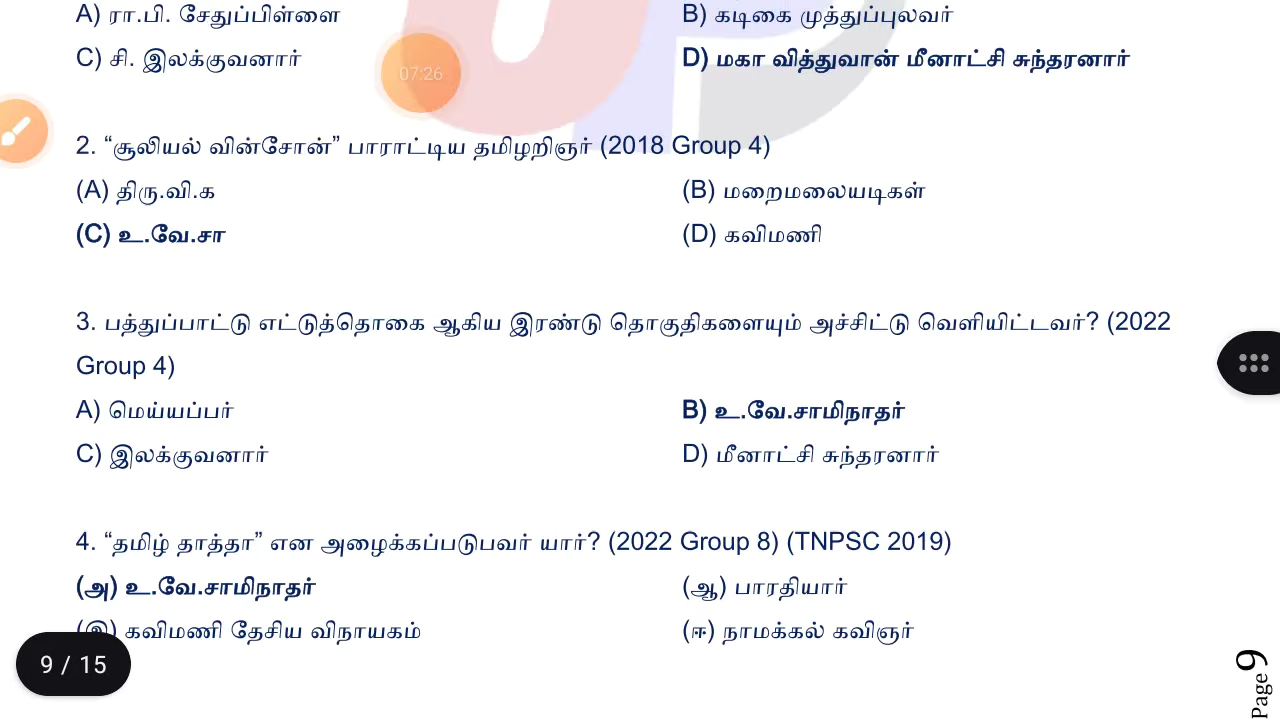 A) ரா.பி. சேதுப்பிள்ளை B) கடிகை முத்துப்புலவர்
C) சி. இலக்குவனார் D) மகா வித்துவான் மீனாட்சி சுந்தரனார்
07:26
2. “சூலியல் வின்சோன்” பாராட்டிய தமிழறிஞர் (2018 Group 4)
(A) திரு.வி.க (B) மறைமலையடிகள்
(C) உ.வே.சா (D) கவிமணி
3. பத்துப்பாட்டு எட்டுத்தொகை ஆகிய இரண்டு தொகுதிகளையும் அச்சிட்டு வெளியிட்டவர்? (2022
Group 4)
A) மெய்யப்பர் B) உ.வே.சாமிநாதர்
C) இலக்குவனார் D) மீனாட்சி சுந்தரனார்
4. “தமிழ் தாத்தா” என அழைக்கப்படுபவர் யார்? (2022 Group 8) (TNPSC 2019)
(அ) உ.வே.சாமிநாதர் (ஆ) பாரதியார்
(இ) கவிமணி தேசிய விநாயகம் (ஈ) நாமக்கல் கவிஞர்
9 / 15
Page 9